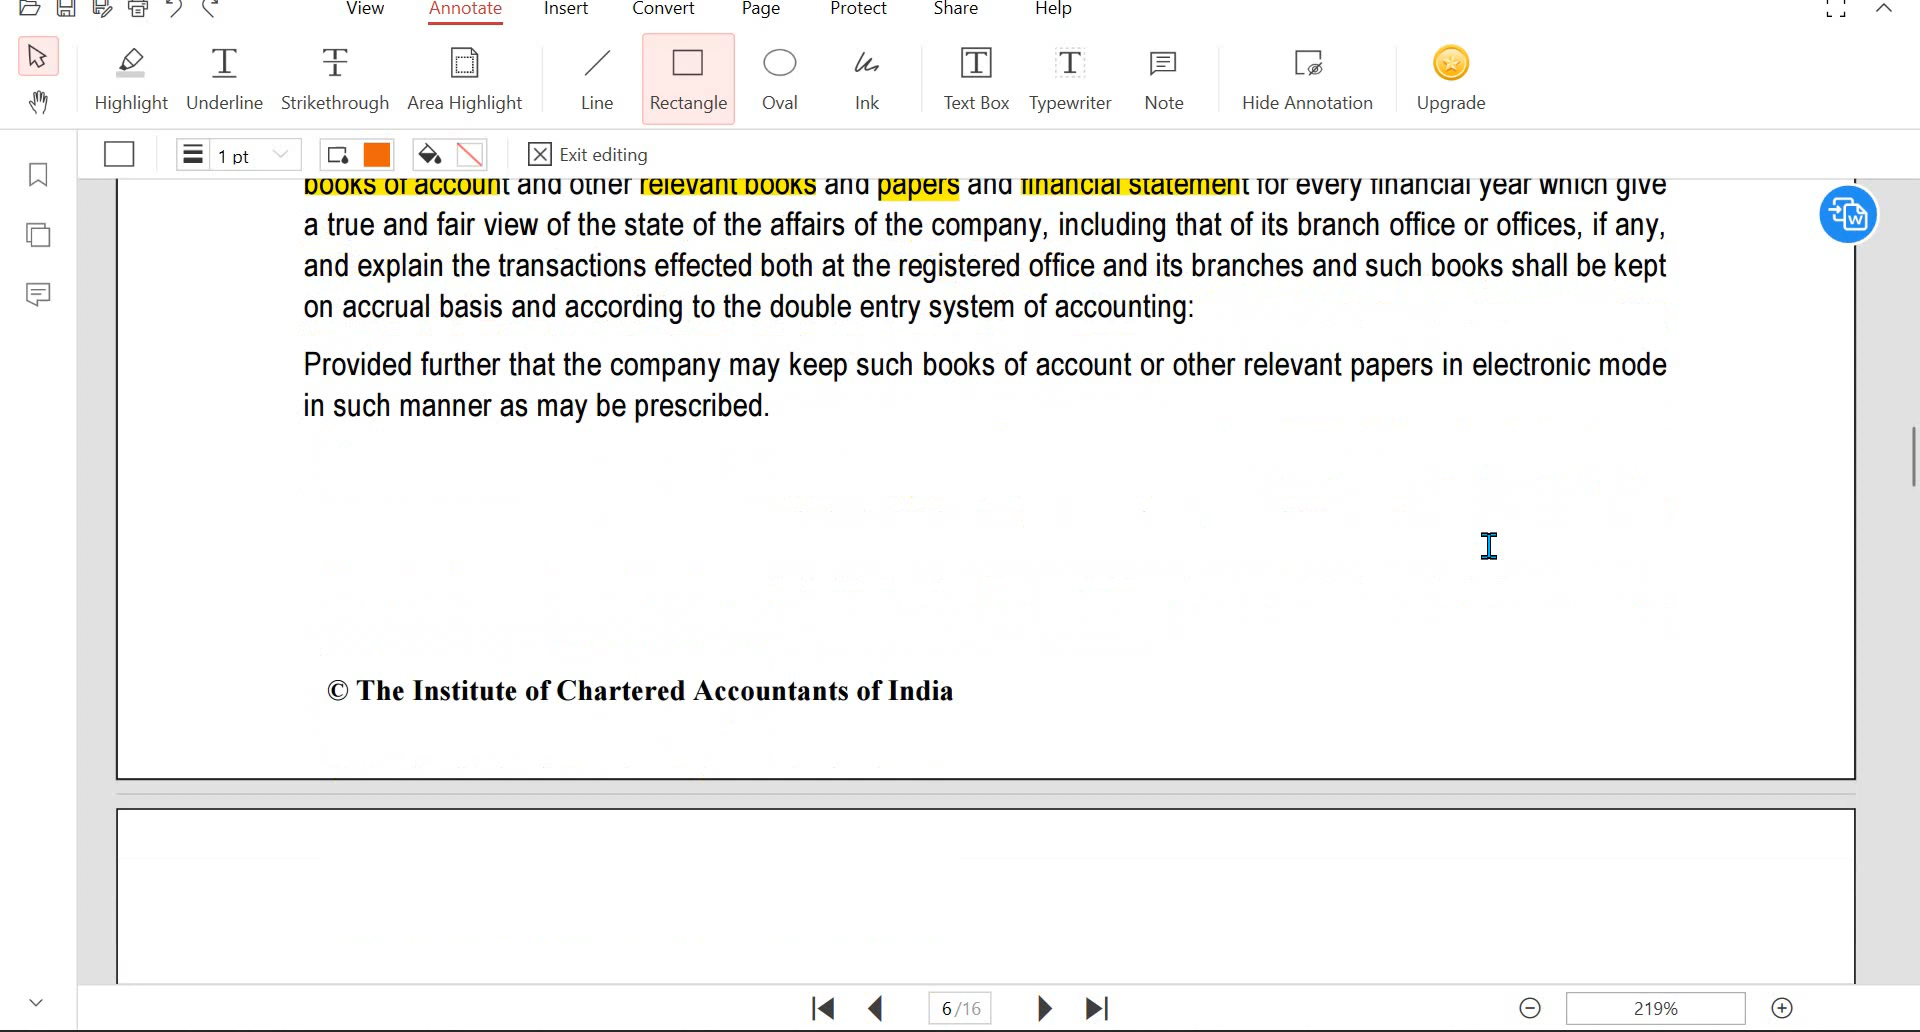 View Annotate Insert Convert Page Protect Share Help
Highlight Underline Strikethrough Area Highlight Line Rectangle Oval Ink Text Box Typewriter Note Hide Annotation Upgrade
1 pt Exit editing
books of account and other relevant books and papers and financial statement for every financial year which give
a true and fair view of the state of the affairs of the company, including that of its branch office or offices, if any,
and explain the transactions effected both at the registered office and its branches and such books shall be kept
on accrual basis and according to the double entry system of accounting:
Provided further that the company may keep such books of account or other relevant papers in electronic mode
in such manner as may be prescribed.
© The Institute of Chartered Accountants of India
6 /16 219%